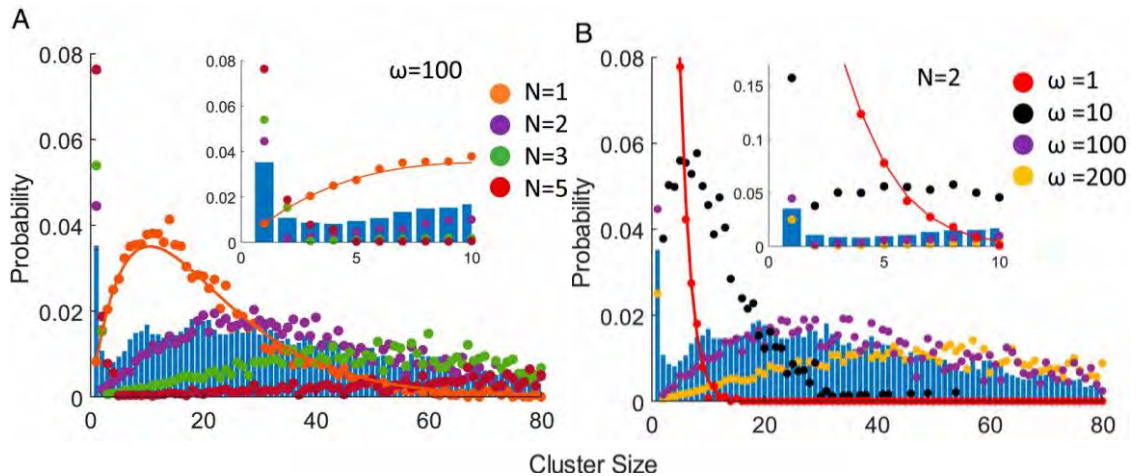 A
B
0.08
0.06
0.04
0.02
0
Probability
0 20 40 60 80
0.08
0.06
0.04
0.02
0
0 5 10
ω=100
N=1
N=2
N=3
N=5
0.08
0.06
0.04
0.02
0
Probability
0 20 40 60 80
0.15
0.1
0.05
0
0 5 10
N=2
ω =1
ω =10
ω =100
ω =200
Cluster Size